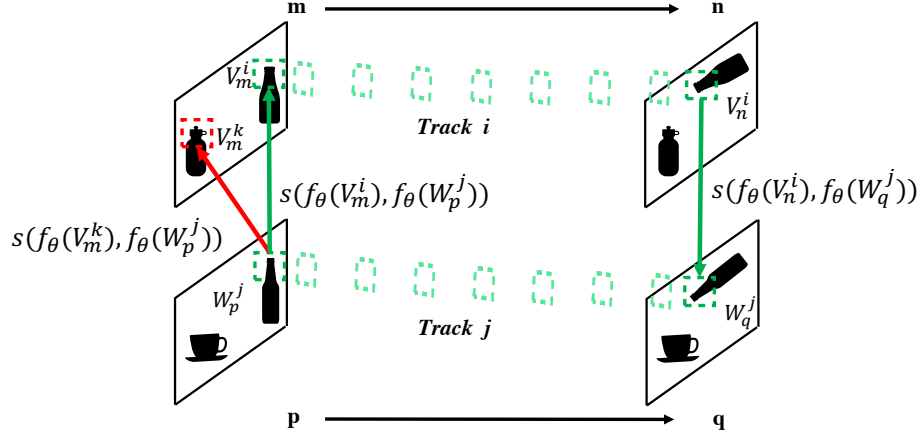 m n
V_m^i
V_m^k
V_n^i
Track i
s(f_θ(V_m^i), f_θ(W_p^j))
s(f_θ(V_n^i), f_θ(W_q^j))
s(f_θ(V_m^k), f_θ(W_p^j))
W_p^j
W_q^j
Track j
p q